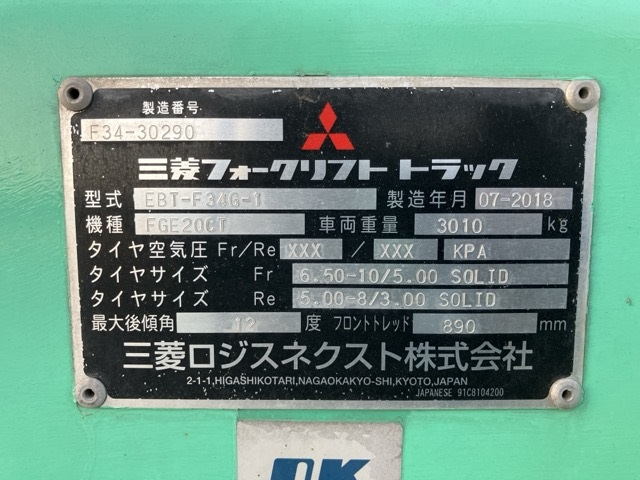 製造番号
F34-30290
三菱フォークリフト トラック
型式 EBT-F34G-1 製造年月 07-2018
機種 FGE20CT 車両重量 3010 kg
タイヤ空気圧 Fr/Re XXX / XXX KPA
タイヤサイズ Fr 6.50-10/5.00 SOLID
タイヤサイズ Re 5.00-8/3.00 SOLID
最大後傾角 12 度 フロントトレッド 890 mm
三菱ロジスネクスト株式会社
2-1-1,HIGASHIKOTARI,NAGAOKAKYO-SHI,KYOTO,JAPAN
JAPANESE 91C8104200